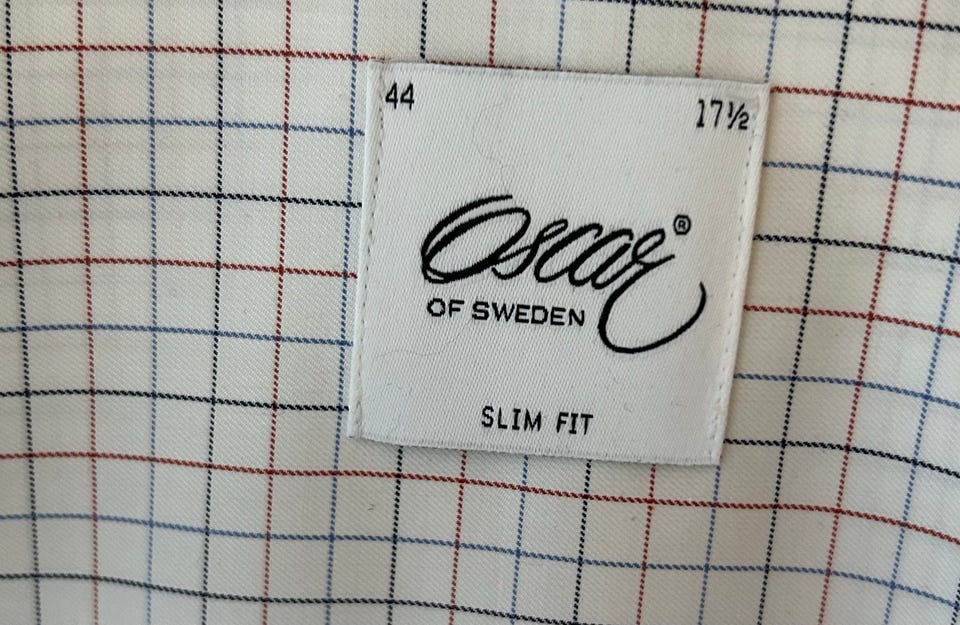 44 17½
Oscar®
OF SWEDEN
SLIM FIT